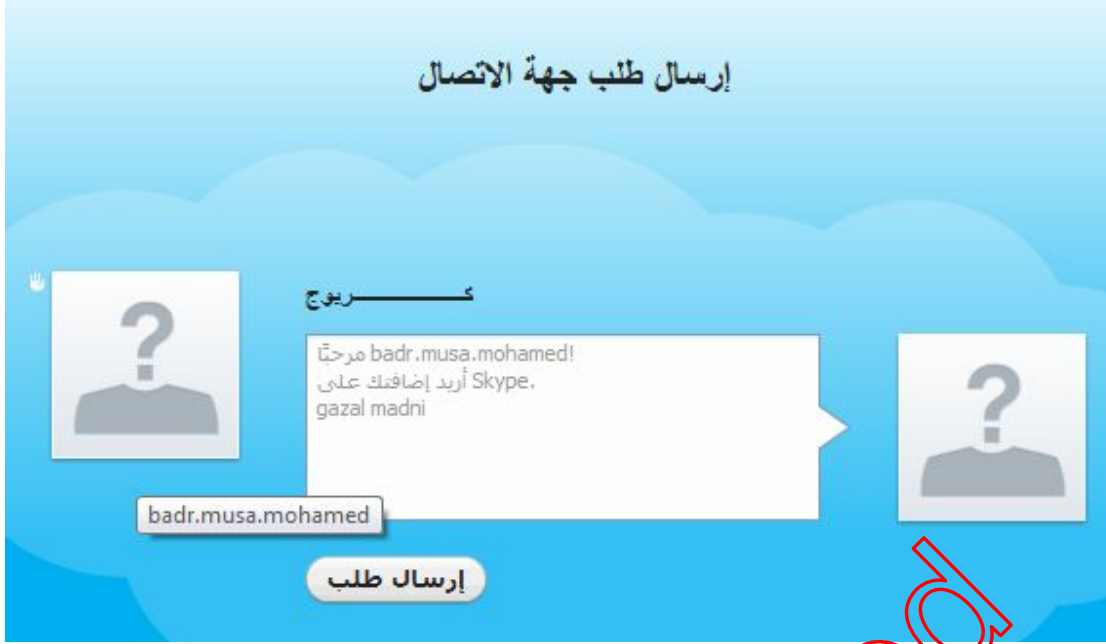 إرسال طلب جهة الاتصال
كـــــــــريوج
مرحبًا badr.musa.mohamed!
أريد إضافتك على Skype.
gazal madni
badr.musa.mohamed
إرسال طلب